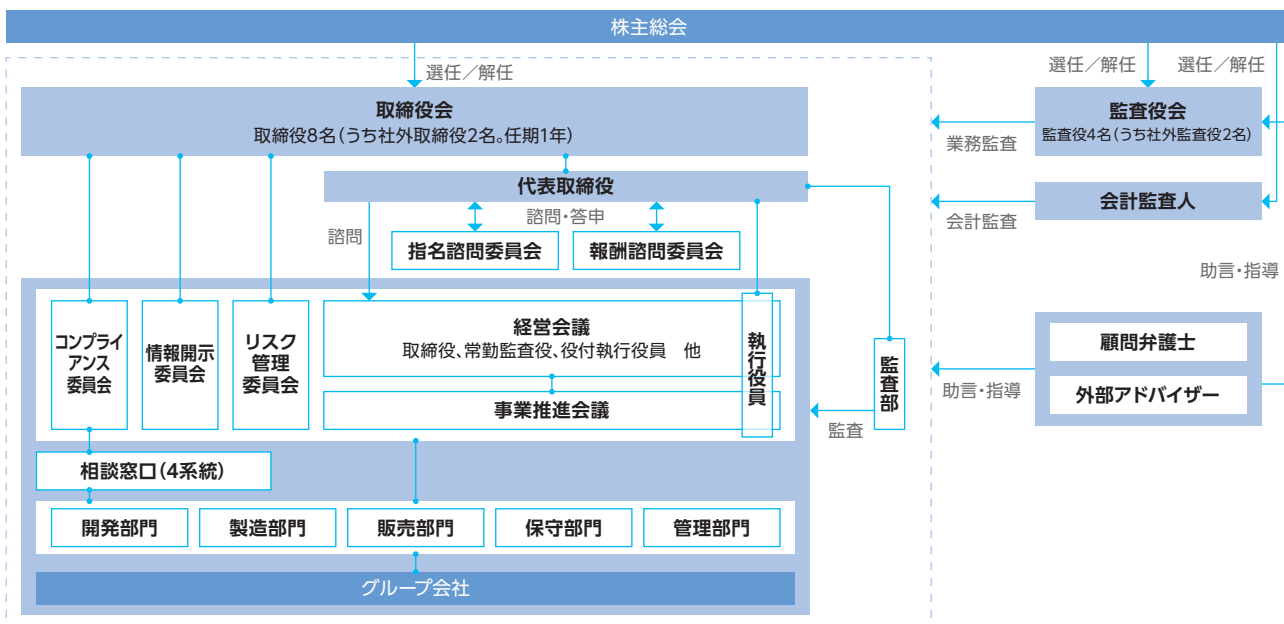 株主総会
選任／解任
選任／解任
選任／解任
取締役会
取締役8名（うち社外取締役2名。任期1年）
監査役会
監査役4名（うち社外監査役2名）
業務監査
代表取締役
会計監査人
会計監査
諮問
諮問・答申
指名諮問委員会
報酬諮問委員会
助言・指導
コンプライ
アンス
委員会
情報開示
委員会
リスク
管理
委員会
経営会議
取締役、常勤監査役、役付執行役員　他
執行役員
監査部
顧問弁護士
外部アドバイザー
助言・指導
事業推進会議
監査
相談窓口（4系統）
開発部門
製造部門
販売部門
保守部門
管理部門
グループ会社